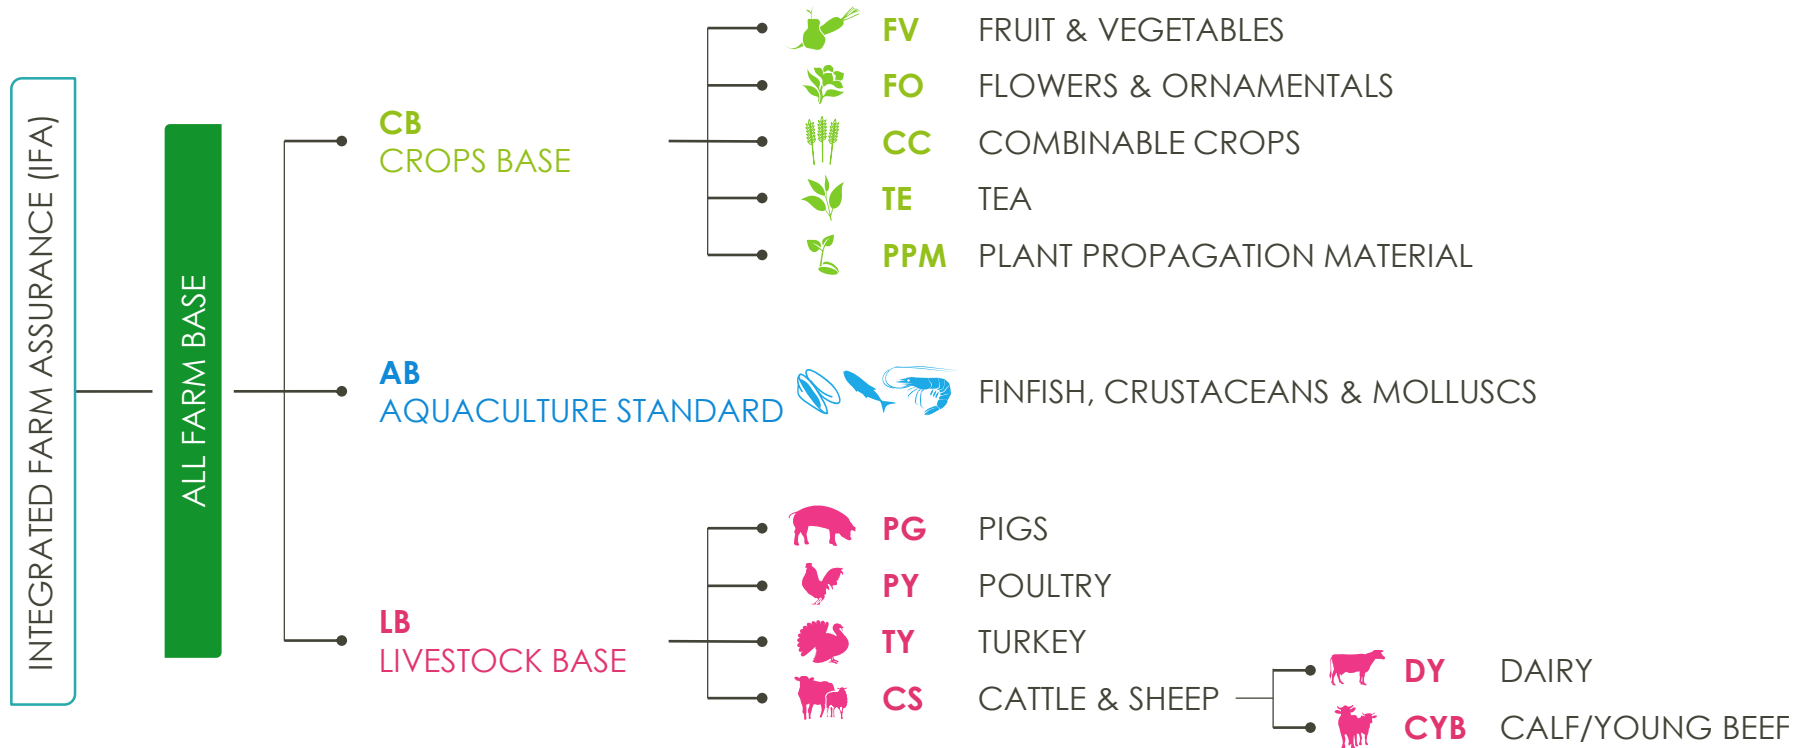 INTEGRATED FARM ASSURANCE (IFA)
ALL FARM BASE
CB
CROPS BASE
FV FRUIT & VEGETABLES
FO FLOWERS & ORNAMENTALS
CC COMBINABLE CROPS
TE TEA
PPM PLANT PROPAGATION MATERIAL
AB
AQUACULTURE STANDARD
FINFISH, CRUSTACEANS & MOLLUSCS
LB
LIVESTOCK BASE
PG PIGS
PY POULTRY
TY TURKEY
CS CATTLE & SHEEP
DY DAIRY
CYB CALF/YOUNG BEEF